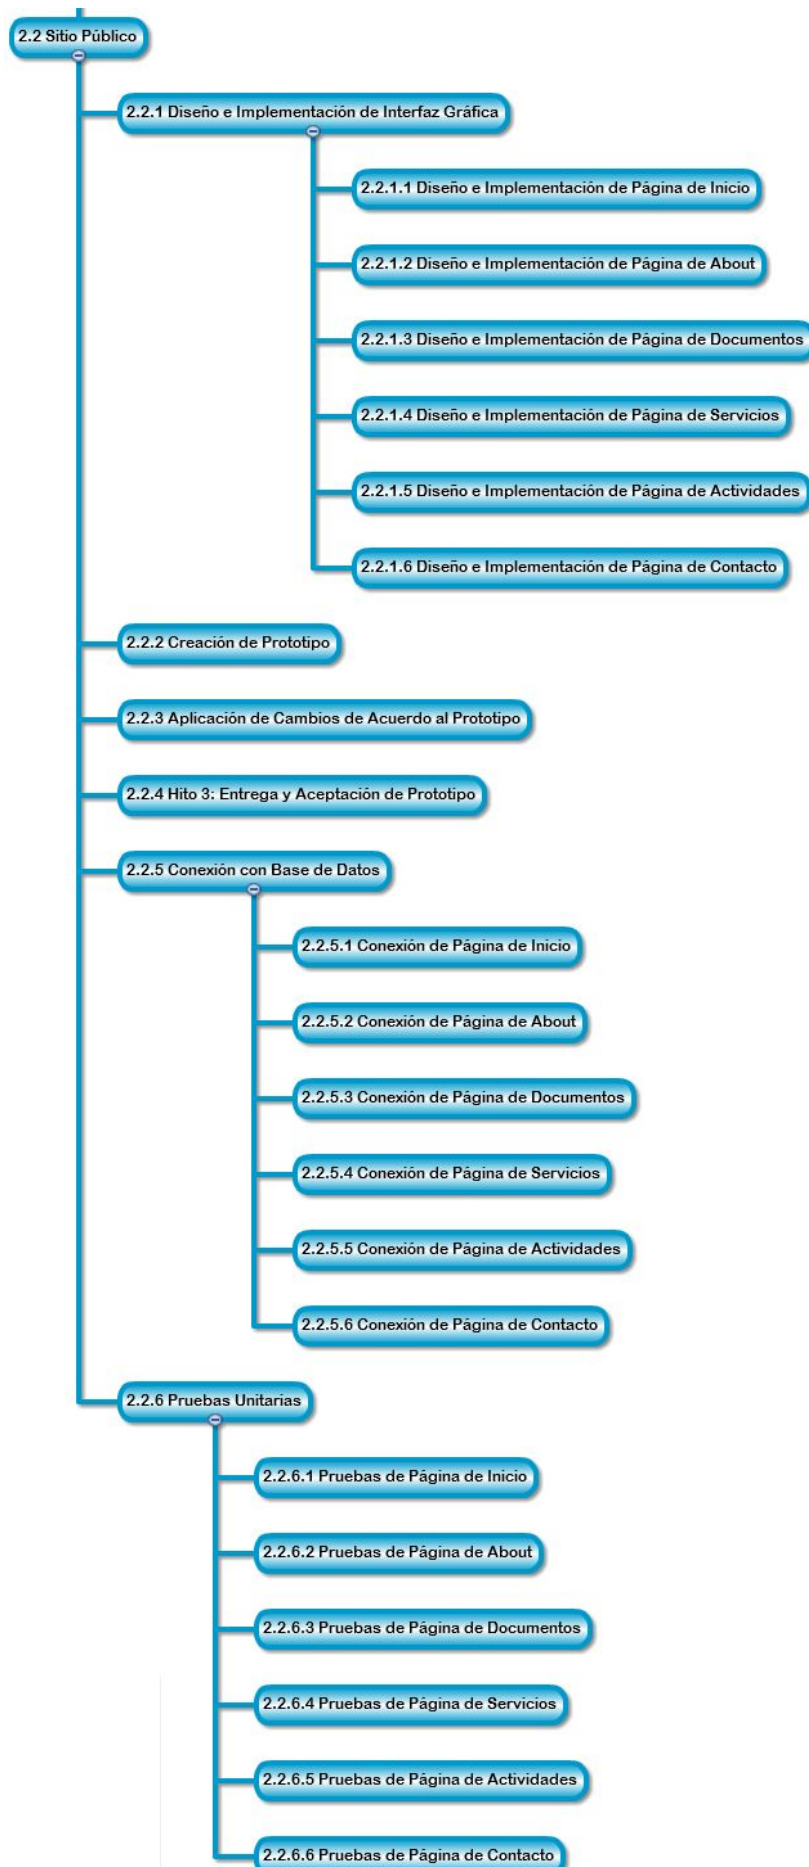 2.2 Sitio Público
2.2.1 Diseño e Implementación de Interfaz Gráfica
2.2.1.1 Diseño e Implementación de Página de Inicio
2.2.1.2 Diseño e Implementación de Página de About
2.2.1.3 Diseño e Implementación de Página de Documentos
2.2.1.4 Diseño e Implementación de Página de Servicios
2.2.1.5 Diseño e Implementación de Página de Actividades
2.2.1.6 Diseño e Implementación de Página de Contacto
2.2.2 Creación de Prototipo
2.2.3 Aplicación de Cambios de Acuerdo al Prototipo
2.2.4 Hito 3: Entrega y Aceptación de Prototipo
2.2.5 Conexión con Base de Datos
2.2.5.1 Conexión de Página de Inicio
2.2.5.2 Conexión de Página de About
2.2.5.3 Conexión de Página de Documentos
2.2.5.4 Conexión de Página de Servicios
2.2.5.5 Conexión de Página de Actividades
2.2.5.6 Conexión de Página de Contacto
2.2.6 Pruebas Unitarias
2.2.6.1 Pruebas de Página de Inicio
2.2.6.2 Pruebas de Página de About
2.2.6.3 Pruebas de Página de Documentos
2.2.6.4 Pruebas de Página de Servicios
2.2.6.5 Pruebas de Página de Actividades
2.2.6.6 Pruebas de Página de Contacto